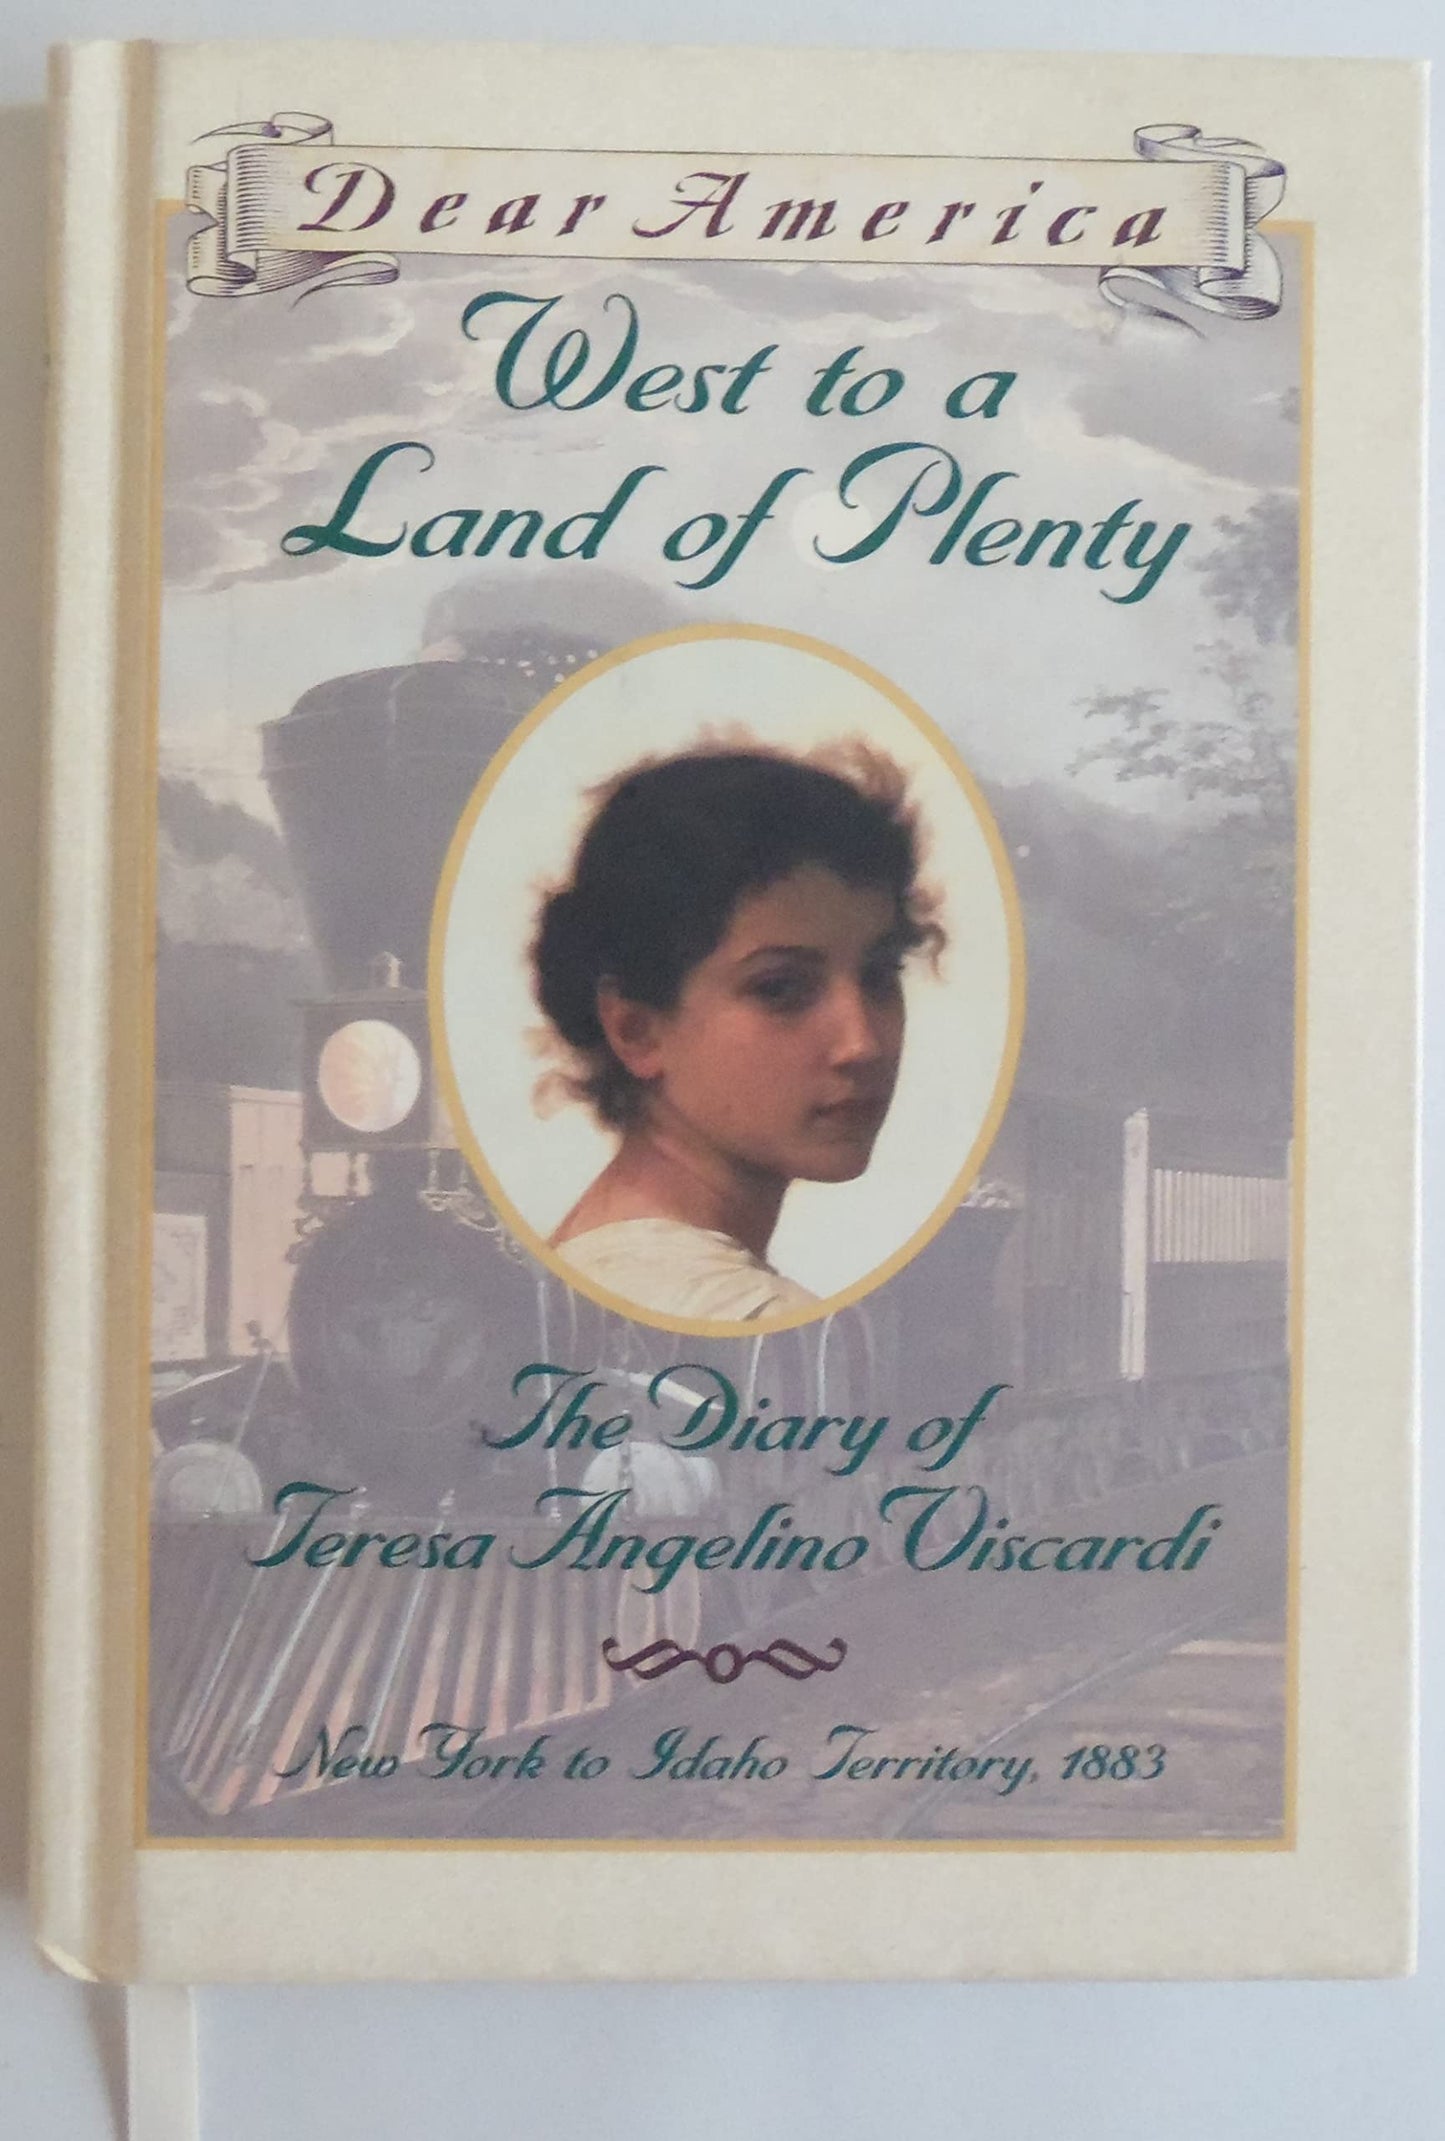 Dear America
West to a
Land of Plenty
The Diary of
Teresa Angelino Viscardi
New York to Idaho Territory, 1883